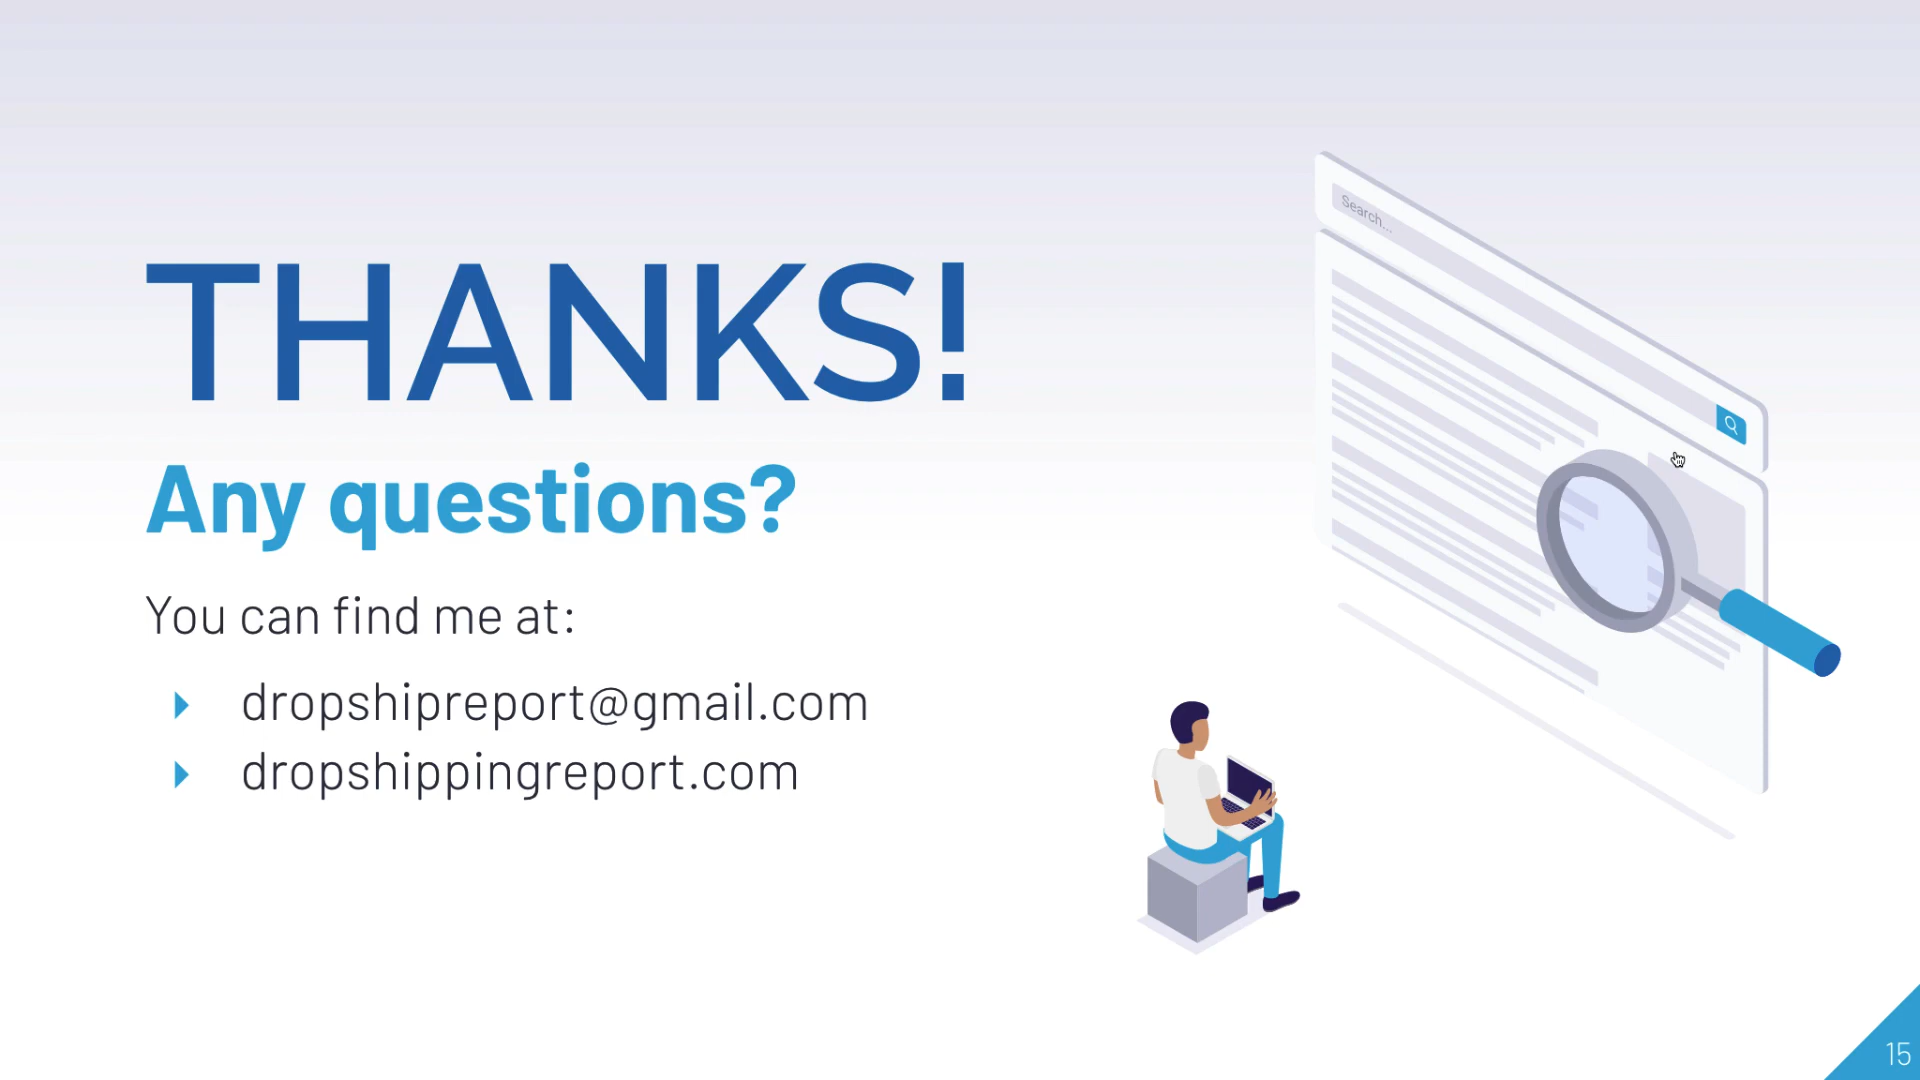 Search...
THANKS!
Any questions?
You can find me at:
dropshipreport@gmail.com
dropshippingreport.com
15